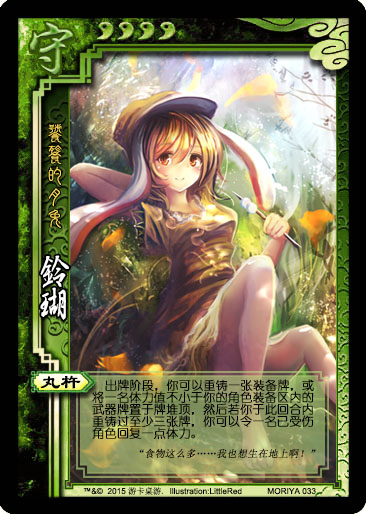 守
饕餮的月兔
鈴瑚
丸杵
出牌阶段，你可以重铸一张装备牌，或
将一名体力值不小于你的角色装备区内的
武器牌置于牌堆顶，然后若你于此回合内
重铸过至少三张牌，你可以令一名已受伤
角色回复一点体力。
“食物这么多……我也想生在地上啊！”
™&© 2015 游卡桌游. Illustration:LittleRed MORIYA 033